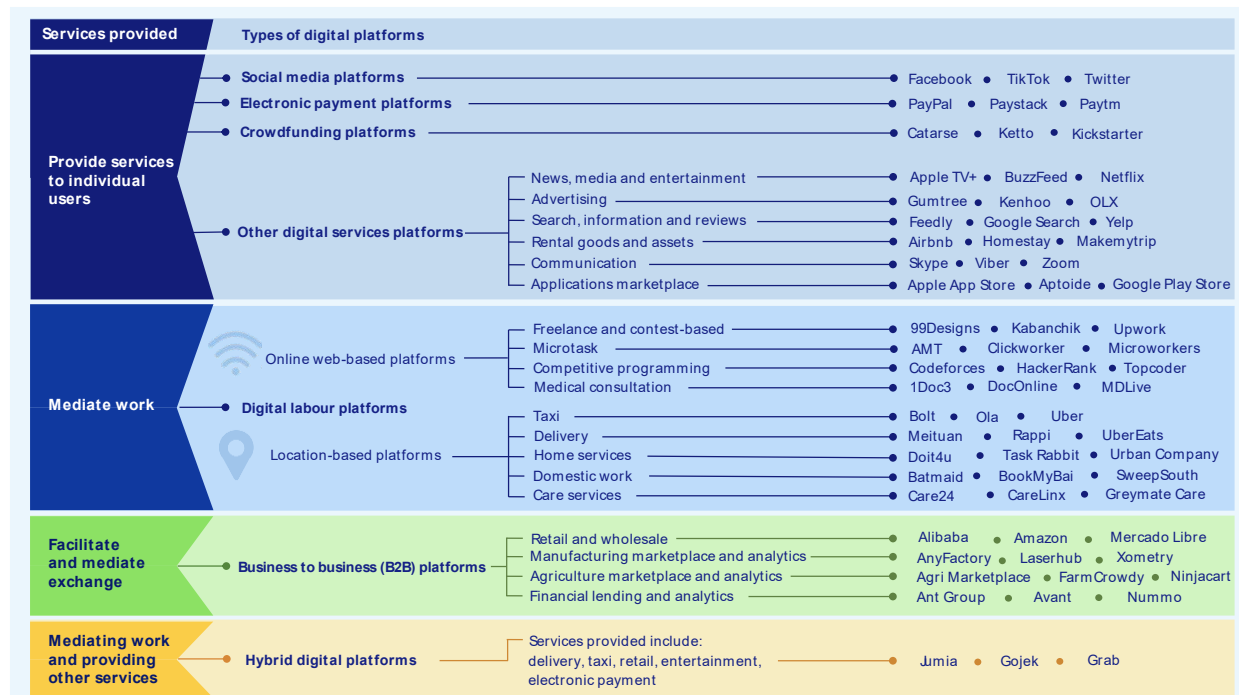 Services provided
Types of digital platforms
Provide services
to individual
users
Social media platforms
Facebook • TikTok • Twitter
Electronic payment platforms
PayPal • Paystack • Paytm
Crowdfunding platforms
Catarse • Ketto • Kickstarter
Other digital services platforms
News, media and entertainment
Apple TV+ • BuzzFeed • Netflix
Advertising
Gumtree • Kenhoo • OLX
Search, information and reviews
Feedly • Google Search • Yelp
Rental goods and assets
Airbnb • Homestay • Makemytrip
Communication
Skype • Viber • Zoom
Applications marketplace
Apple App Store • Aptoide • Google Play Store
Mediate work
Digital labour platforms
Online web-based platforms
Freelance and contest-based
99Designs • Kabanchik • Upwork
Microtask
AMT • Clickworker • Microworkers
Competitive programming
Codeforces • HackerRank • Topcoder
Medical consultation
1Doc3 • DocOnline • MDLive
Location-based platforms
Taxi
Bolt • Ola • Uber
Delivery
Meituan • Rappi • UberEats
Home services
Doit4u • Task Rabbit • Urban Company
Domestic work
Batmaid • BookMyBai • SweepSouth
Care services
Care24 • CareLinx • Greymate Care
Facilitate
and mediate
exchange
Business to business (B2B) platforms
Retail and wholesale
Alibaba • Amazon • Mercado Libre
Manufacturing marketplace and analytics
AnyFactory • Laserhub • Xometry
Agriculture marketplace and analytics
Agri Marketplace • FarmCrowdy • Ninjacart
Financial lending and analytics
Ant Group • Avant • Nummo
Mediating work
and providing
other services
Hybrid digital platforms
Services provided include:
delivery, taxi, retail, entertainment,
electronic payment
Jumia • Gojek • Grab